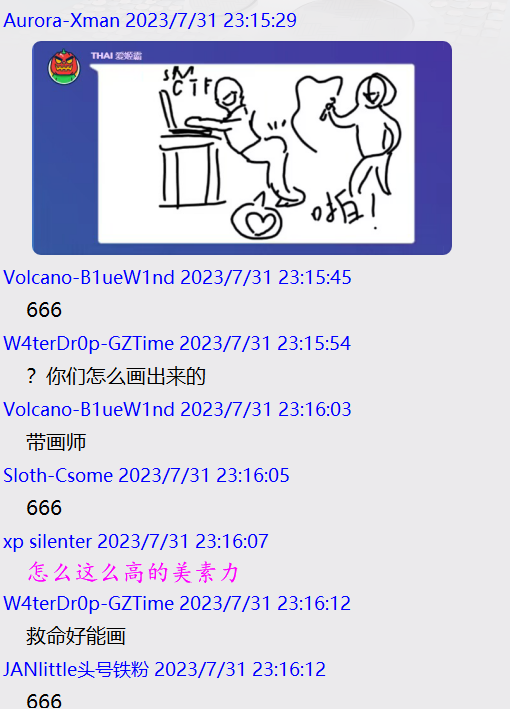 Aurora-Xman 2023/7/31 23:15:29
THAI 爱姬鲨
SM
CTF
啪!
Volcano-B1ueW1nd 2023/7/31 23:15:45
666
W4terDr0p-GZTime 2023/7/31 23:15:54
？你们怎么画出来的
Volcano-B1ueW1nd 2023/7/31 23:16:03
带画师
Sloth-Csome 2023/7/31 23:16:05
666
xp silenter 2023/7/31 23:16:07
怎么这么高的美素力
W4terDr0p-GZTime 2023/7/31 23:16:12
救命好能画
JANlittle头号铁粉 2023/7/31 23:16:12
666